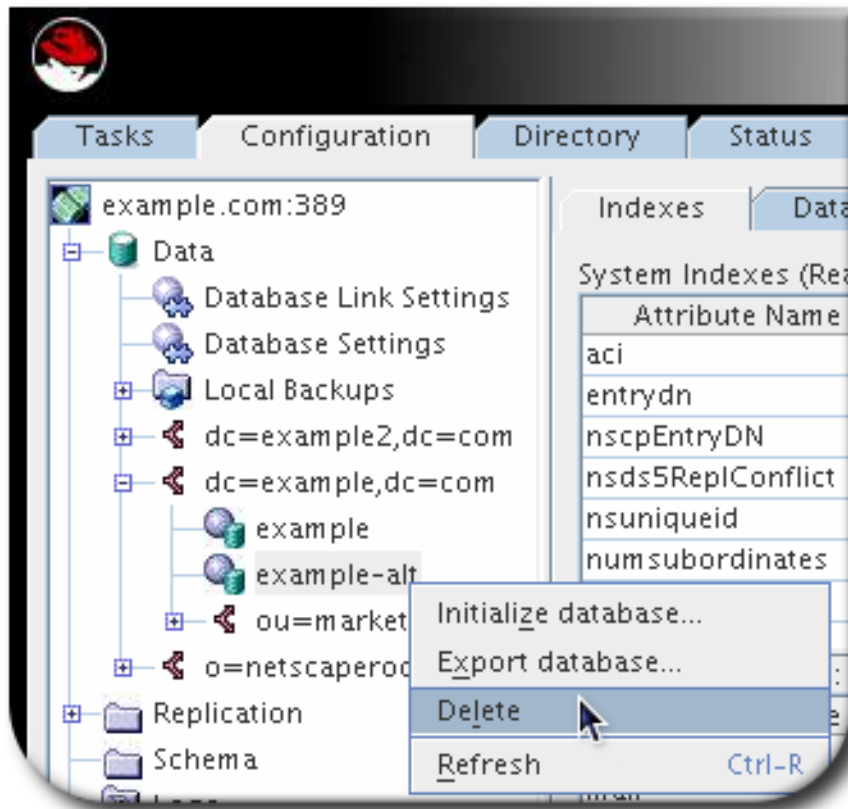 Tasks Configuration Directory Status
example.com:389
Data
Database Link Settings
Database Settings
Local Backups
dc=example2,dc=com
dc=example,dc=com
example
example-alt
ou=market
o=netscaperoo
Replication
Schema
Indexes Data
System Indexes (Rea
Attribute Name
aci
entrydn
nscpEntryDN
nsds5ReplConflict
nsuniqueid
numsubordinates
Initialize database...
Export database...
Delete
Refresh Ctrl-R